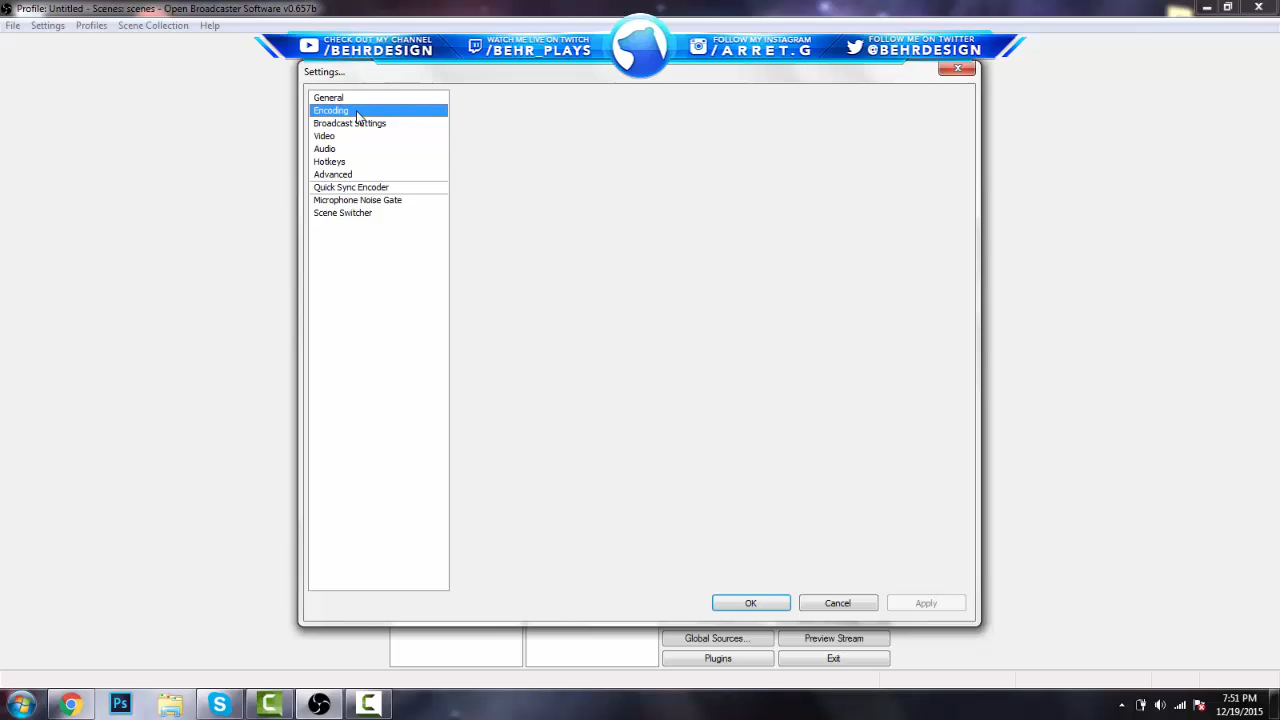 Profile: Untitled - Scenes: scenes - Open Broadcaster Software v0.657b
File Settings Profiles Scene Collection Help
CHECK OUT MY CHANNEL
/BEHRDESIGN
WATCH ME LIVE ON TWITCH
/BEHR_PLAYS
FOLLOW MY INSTAGRAM
/ARRET.G
FOLLOW ME ON TWITTER
@BEHRDESIGN
Settings...
General
Encoding
Broadcast Settings
Video
Audio
Hotkeys
Advanced
Quick Sync Encoder
Microphone Noise Gate
Scene Switcher
OK Cancel Apply
Global Sources... Preview Stream
Plugins Exit
Ps
7:51 PM
12/19/2015